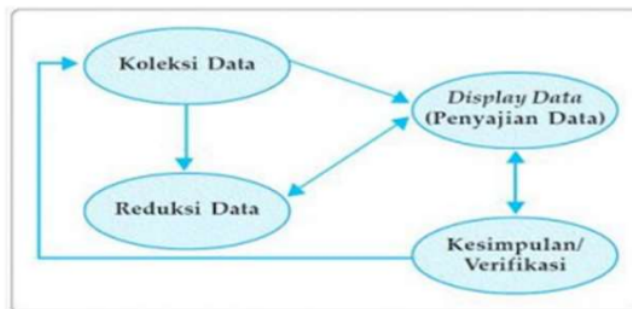 Koleksi Data
Display Data
(Penyajian Data)
Reduksi Data
Kesimpulan/
Verifikasi